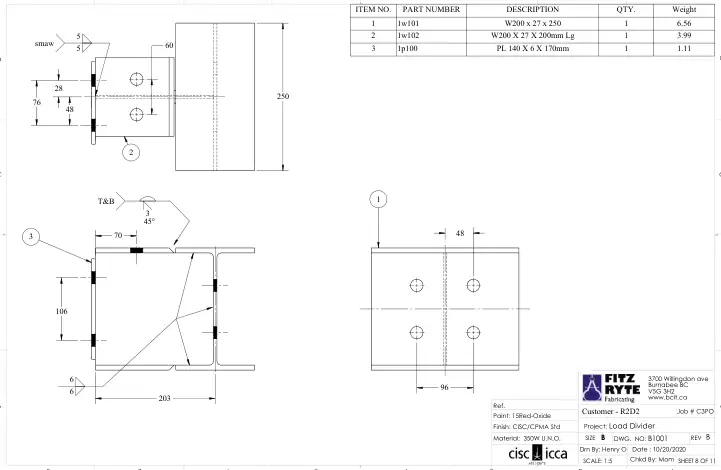 ITEM NO. PART NUMBER DESCRIPTION QTY. Weight
1 1w101 W200 x 27 x 250 1 6.56
2 1w102 W200 X 27 X 200mm Lg 1 3.99
3 1p100 PL 140 X 6 X 170mm 1 1.11
smaw
5
5
60
28
76
48
250
2
T&B
3
45°
3
70
106
6
6
203
1
48
96
FITZ
RYTE
Fabricating
3700 Willingdon ave
Burnabee BC
V5G 3H2
www.bcit.ca
Ref.
Customer - R2D2
Job # C3PO
Paint: 15Red-Oxide
Project: Load Divider
Finish: CISC/CPMA Std
Material: 350W U.N.O.
SIZE B DWG. NO: B1001 REV B
cisc icca
Drn By: Henry O Date : 10/20/2020
SCALE: 1:5 Chkd By: Mom SHEET 8 OF 11